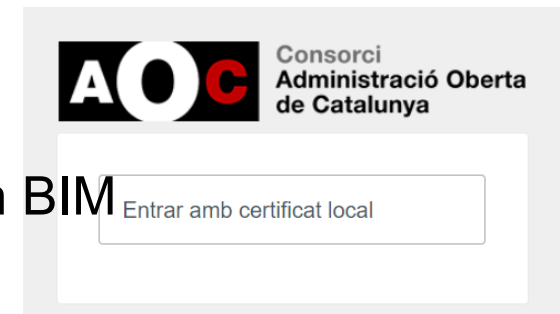 AOC
Consorci
Administració Oberta
de Catalunya
BIM
Entrar amb certificat local